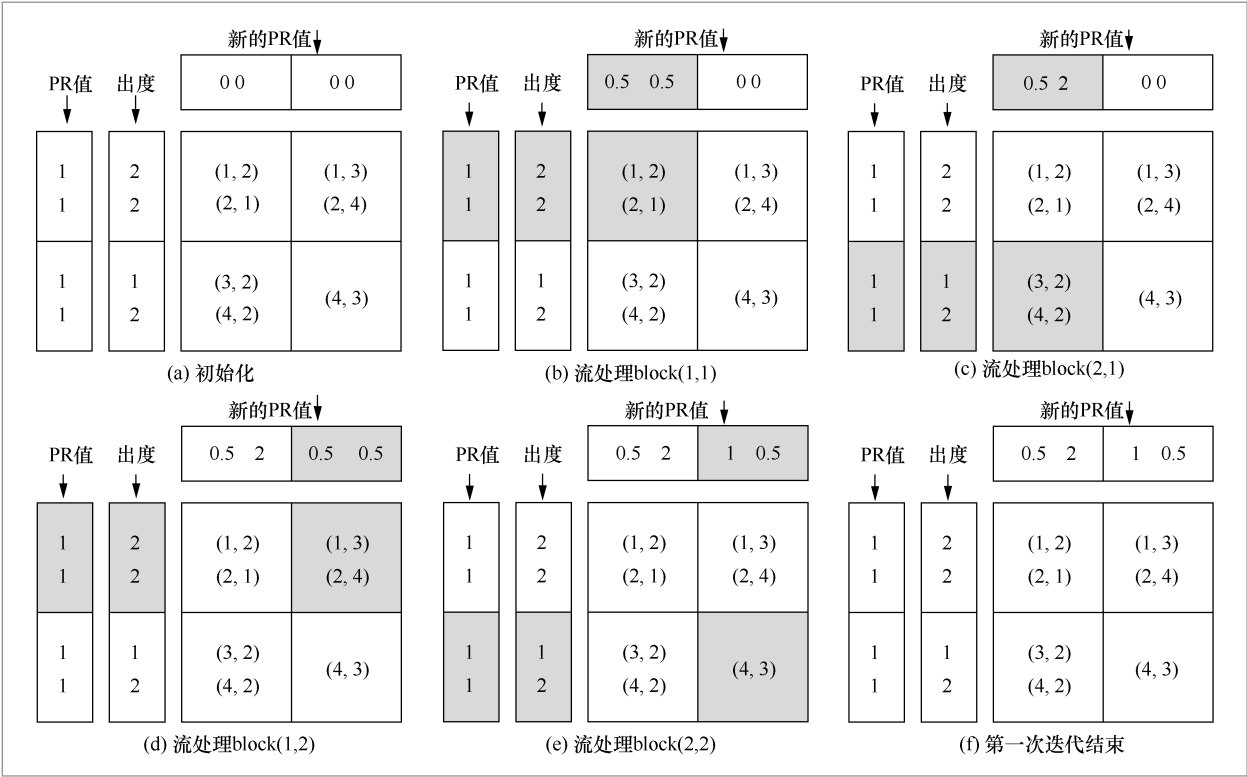 新的PR值
PR值 出度
0 0 0 0
1 2 (1, 2) (1, 3)
1 2 (2, 1) (2, 4)
1 1 (3, 2) (4, 3)
1 2 (4, 2)
(a) 初始化
新的PR值
PR值 出度
0.5 0.5 0 0
1 2 (1, 2) (1, 3)
1 2 (2, 1) (2, 4)
1 1 (3, 2) (4, 3)
1 2 (4, 2)
(b) 流处理block(1,1)
新的PR值
PR值 出度
0.5 2 0 0
1 2 (1, 2) (1, 3)
1 2 (2, 1) (2, 4)
1 1 (3, 2) (4, 3)
1 2 (4, 2)
(c) 流处理block(2,1)
新的PR值
PR值 出度
0.5 2 0.5 0.5
1 2 (1, 2) (1, 3)
1 2 (2, 1) (2, 4)
1 1 (3, 2) (4, 3)
1 2 (4, 2)
(d) 流处理block(1,2)
新的PR值
PR值 出度
0.5 2 1 0.5
1 2 (1, 2) (1, 3)
1 2 (2, 1) (2, 4)
1 1 (3, 2) (4, 3)
1 2 (4, 2)
(e) 流处理block(2,2)
新的PR值
PR值 出度
0.5 2 1 0.5
1 2 (1, 2) (1, 3)
1 2 (2, 1) (2, 4)
1 1 (3, 2) (4, 3)
1 2 (4, 2)
(f) 第一次迭代结束